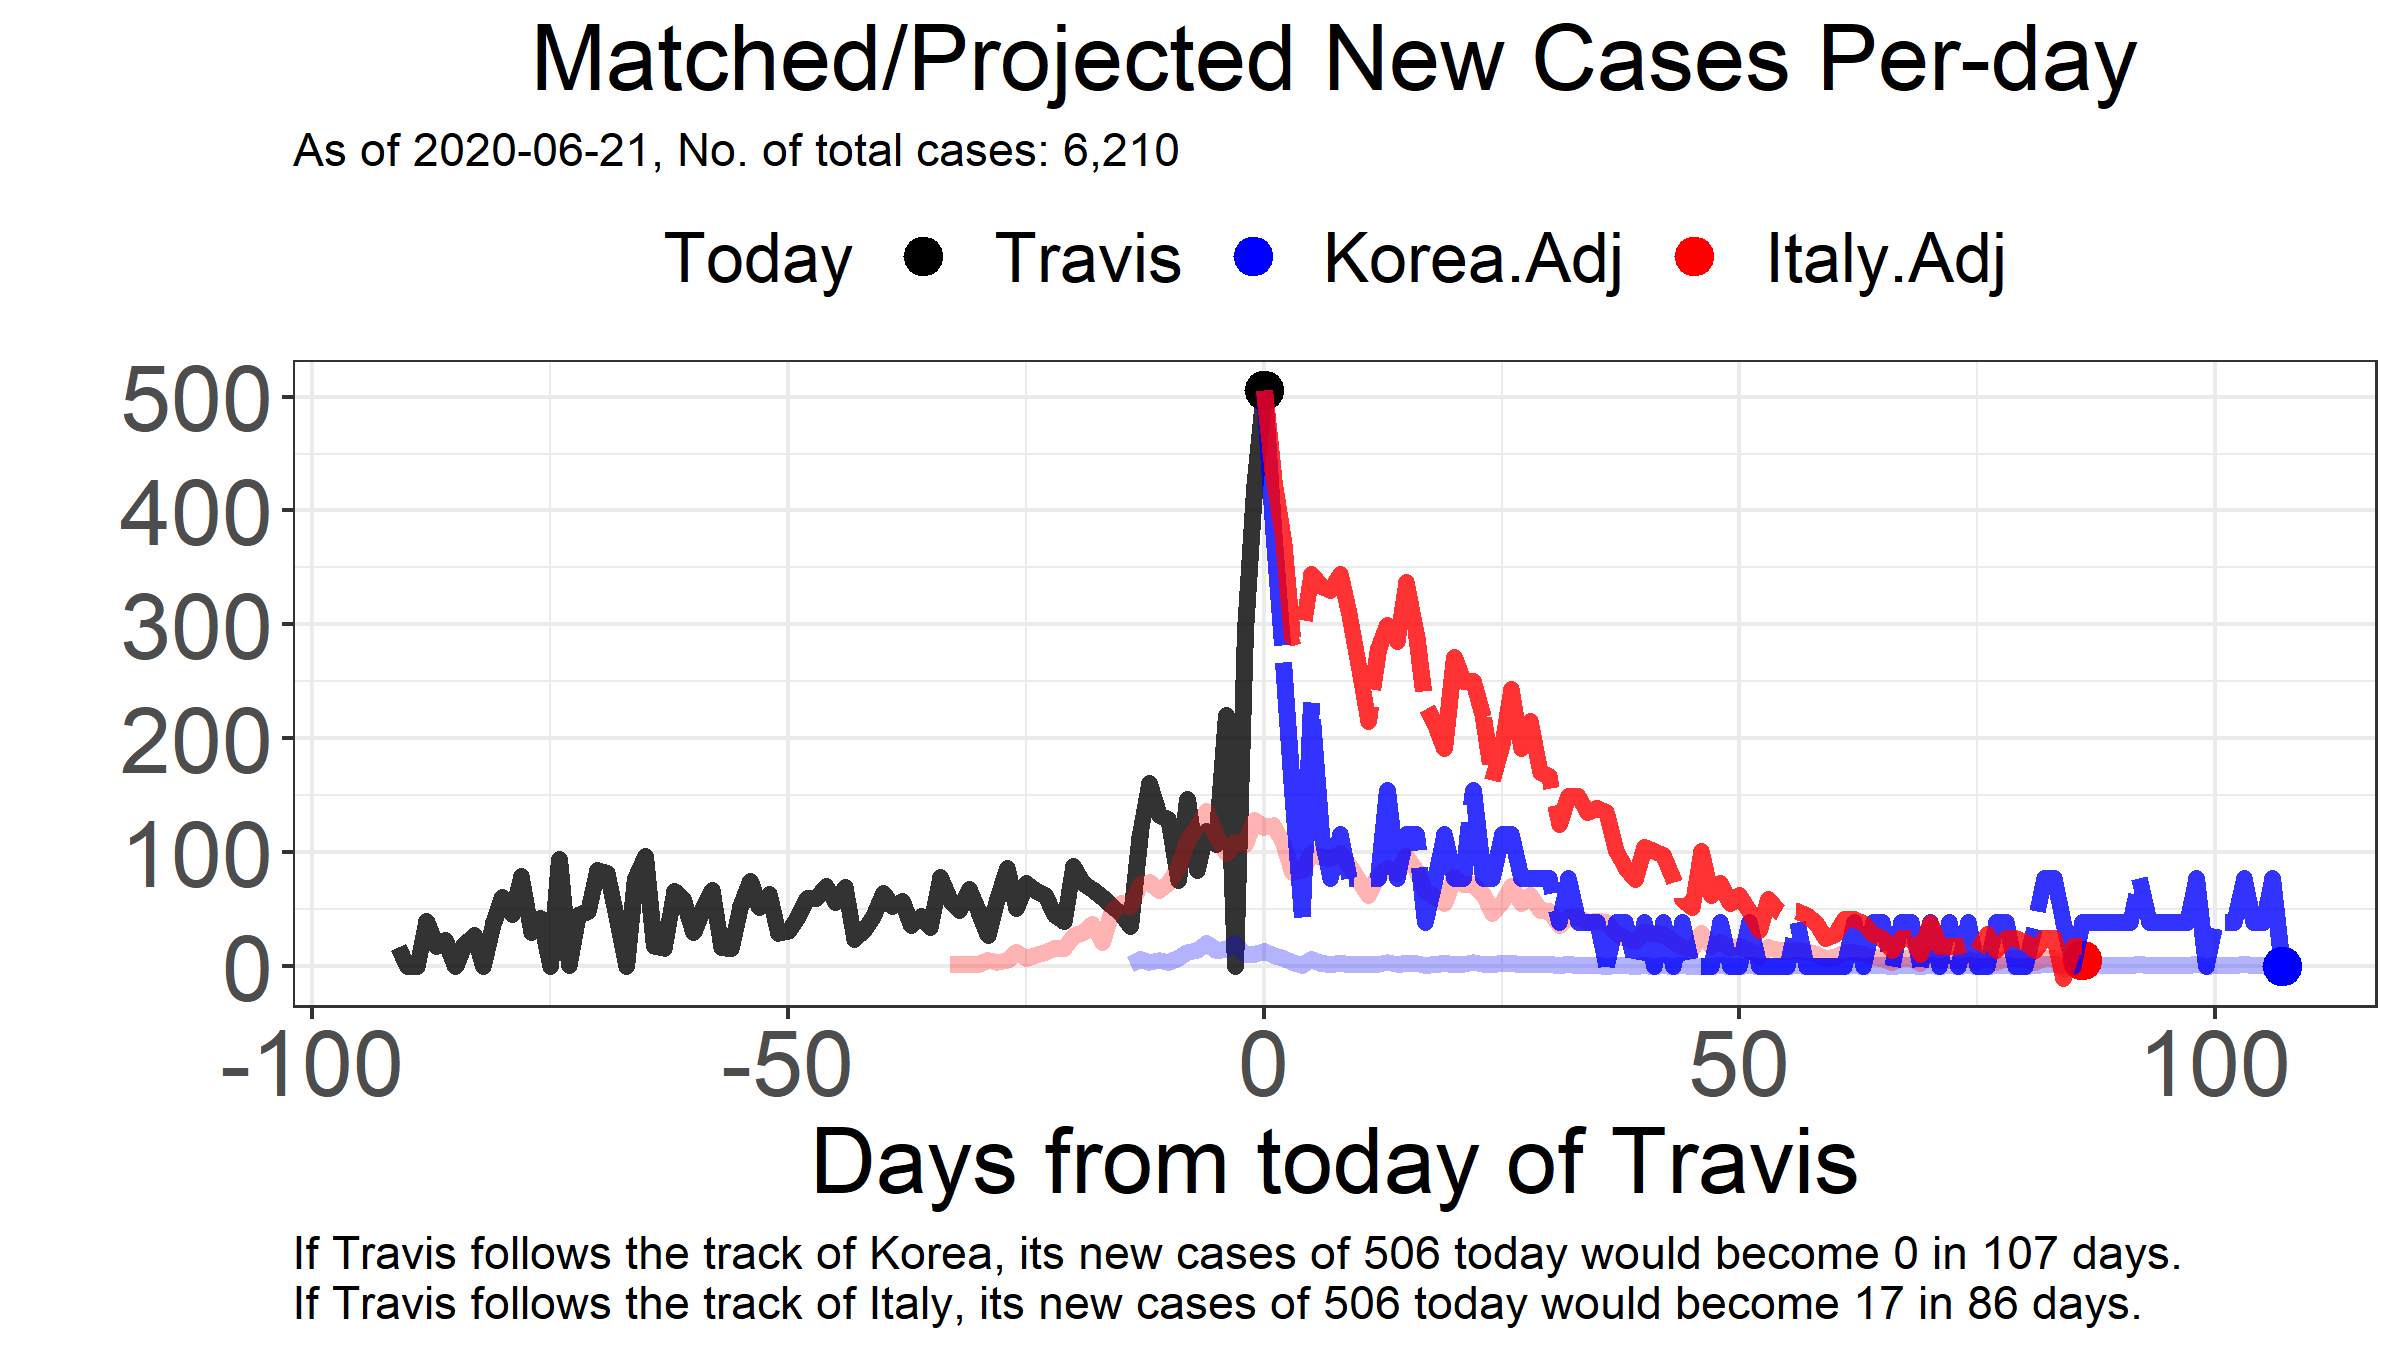 Matched/Projected New Cases Per-day
As of 2020-06-21, No. of total cases: 6,210
Today Travis Korea.Adj Italy.Adj
500
400
300
200
100
0
-100 -50 0 50 100
Days from today of Travis
If Travis follows the track of Korea, its new cases of 506 today would become 0 in 107 days.
If Travis follows the track of Italy, its new cases of 506 today would become 17 in 86 days.